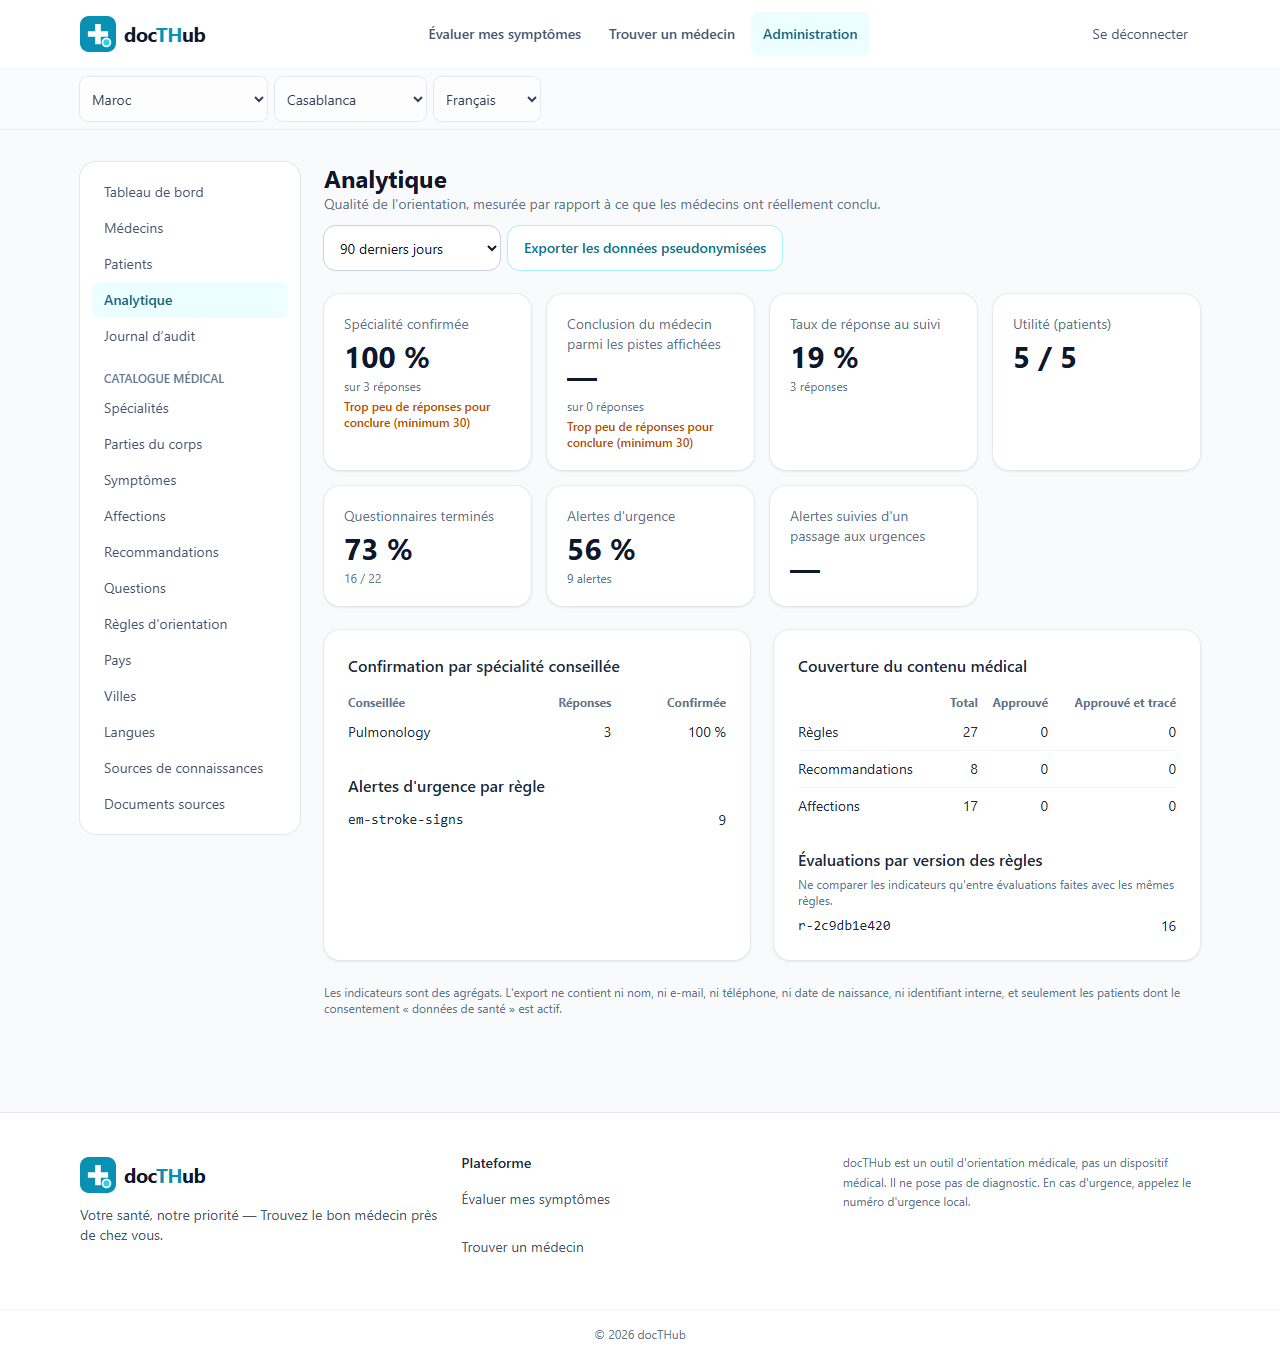 docTHub
Évaluer mes symptômes
Trouver un médecin
Administration
Se déconnecter
Maroc
Casablanca
Français
Tableau de bord
Médecins
Patients
Analytique
Journal d’audit
CATALOGUE MÉDICAL
Spécialités
Parties du corps
Symptômes
Affections
Recommandations
Questions
Règles d'orientation
Pays
Villes
Langues
Sources de connaissances
Documents sources
Analytique
Qualité de l'orientation, mesurée par rapport à ce que les médecins ont réellement conclu.
90 derniers jours
Exporter les données pseudonymisées
Spécialité confirmée
100 %
sur 3 réponses
Trop peu de réponses pour
conclure (minimum 30)
Conclusion du médecin
parmi les pistes affichées
—
sur 0 réponses
Trop peu de réponses pour
conclure (minimum 30)
Taux de réponse au suivi
19 %
3 réponses
Utilité (patients)
5 / 5
Questionnaires terminés
73 %
16 / 22
Alertes d'urgence
56 %
9 alertes
Alertes suivies d'un
passage aux urgences
—
Confirmation par spécialité conseillée
Conseillée Réponses Confirmée
Pulmonology 3 100 %
Alertes d'urgence par règle
em-stroke-signs 9
Couverture du contenu médical
Total Approuvé Approuvé et tracé
Règles 27 0 0
Recommandations 8 0 0
Affections 17 0 0
Évaluations par version des règles
Ne comparer les indicateurs qu'entre évaluations faites avec les mêmes
règles.
r-2c9db1e420 16
Les indicateurs sont des agrégats. L'export ne contient ni nom, ni e-mail, ni téléphone, ni date de naissance, ni identifiant interne, et seulement les patients dont le
consentement « données de santé » est actif.
docTHub
Votre santé, notre priorité — Trouvez le bon médecin près
de chez vous.
Plateforme
Évaluer mes symptômes
Trouver un médecin
docTHub est un outil d'orientation médicale, pas un dispositif
médical. Il ne pose pas de diagnostic. En cas d'urgence, appelez le
numéro d'urgence local.
© 2026 docTHub